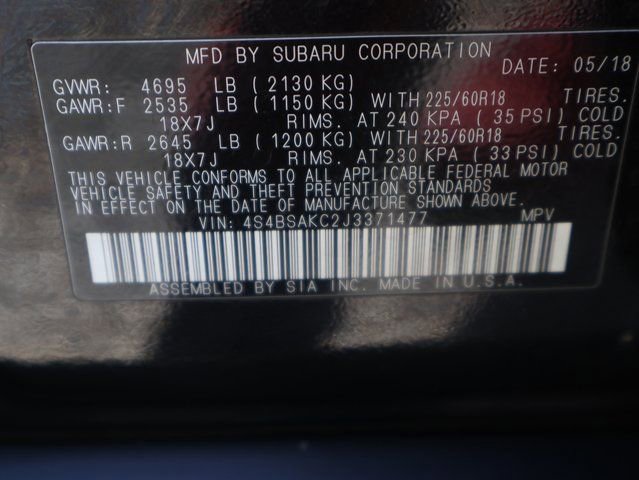 MFD BY SUBARU CORPORATION
DATE: 05/18
GVWR: 4695 LB (2130 KG)
GAWR:F 2535 LB (1150 KG) WITH 225/60R18 TIRES.
18X7J RIMS. AT 240 KPA (35 PSI) COLD
GAWR:R 2645 LB (1200 KG) WITH 225/60R18 TIRES.
18X7J RIMS. AT 230 KPA (33 PSI) COLD
THIS VEHICLE CONFORMS TO ALL APPLICABLE FEDERAL MOTOR
VEHICLE SAFETY AND THEFT PREVENTION STANDARDS
IN EFFECT ON THE DATE OF MANUFACTURE SHOWN ABOVE.
VIN: 4S4BSAKC2J3371477 MPV
ASSEMBLED BY SIA INC. MADE IN U.S.A.